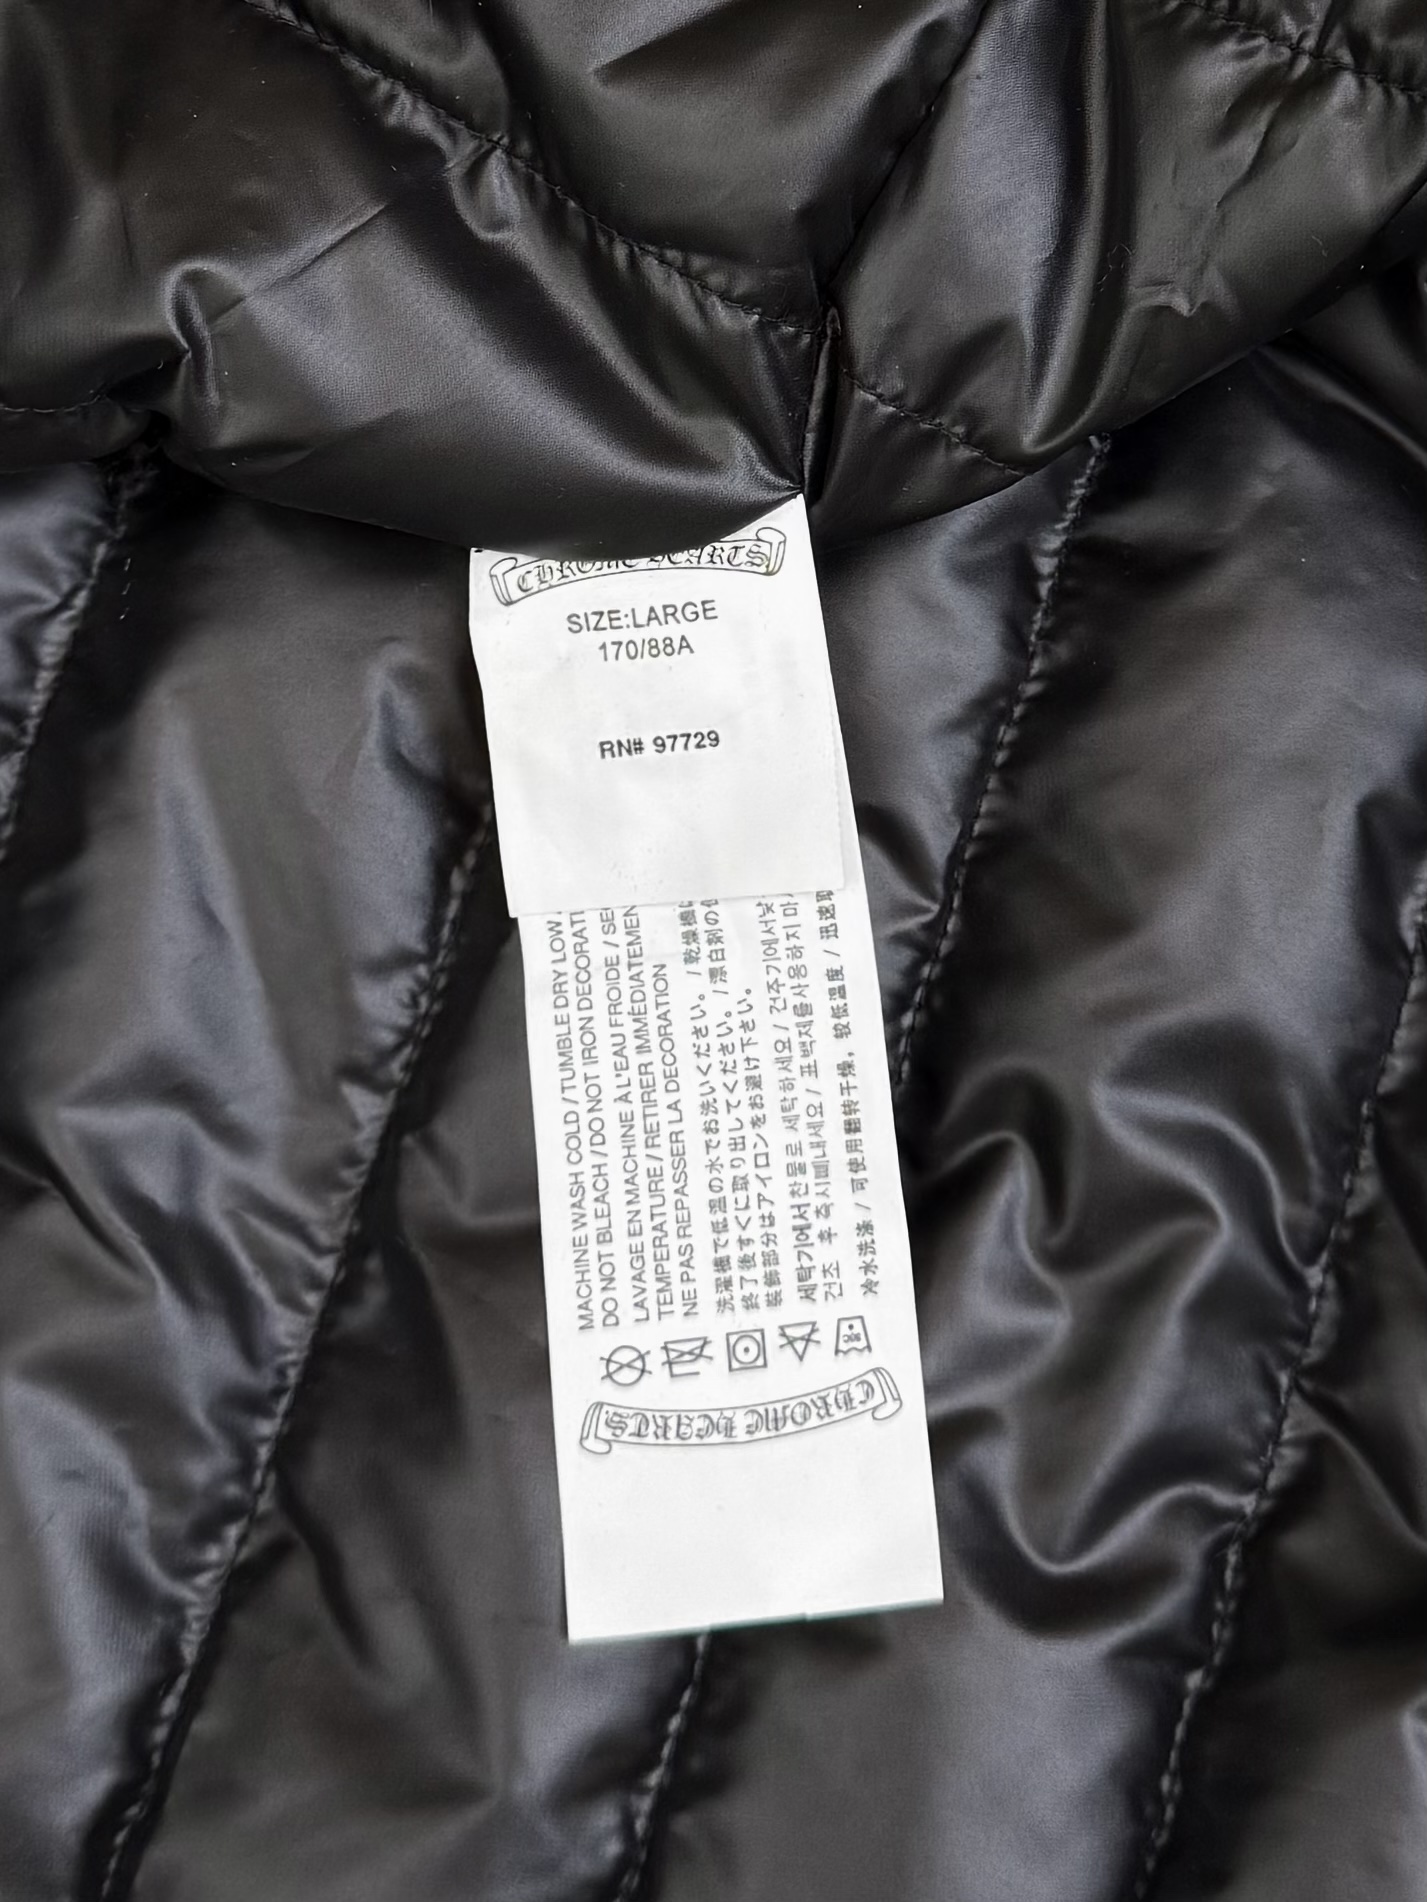 CHROME HEARTS
SIZE:LARGE
170/88A
RN# 97729
MACHINE WASH COLD / TUMBLE DRY LOW
DO NOT BLEACH / DO NOT IRON DECORATI
LAVAGE EN MACHINE À L'EAU FROIDE / SE
TEMPERATURE / RETIRER IMMÉDIATEMEN
NE PAS REPASSER LA DECORATION
洗濯機で低温の水でお洗いください。 / 乾燥機
終了後すぐに取り出してください。 / 漂白剤の
装飾部分はアイロンをお避け下さい。
세탁기에서 찬물로 세탁하세요 / 건주기에서낮
건조 후 즉시빼내세요 / 표백제를사용하지 마
冷水洗涤 / 可使用翻转干燥，较低温度 / 迅速取
CHROME HEARTS